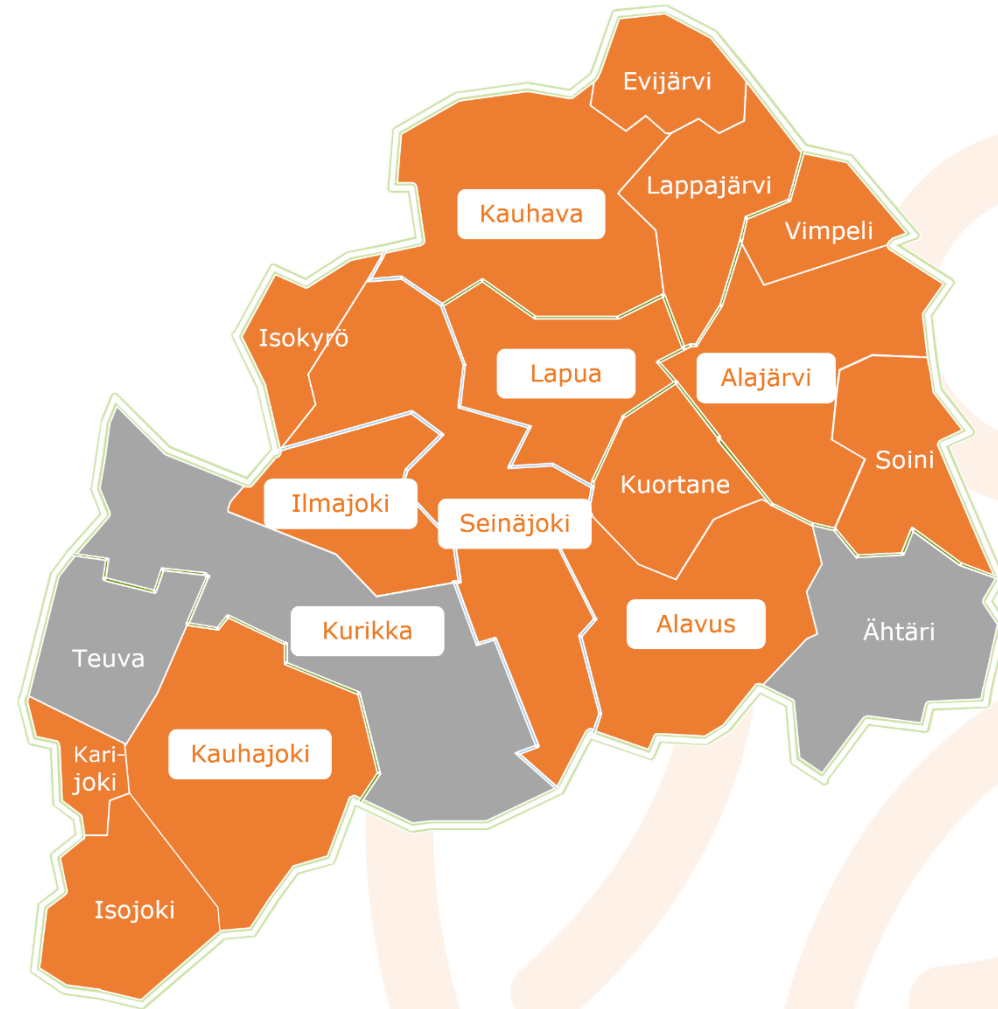 Evijärvi
Lappajärvi
Kauhava
Vimpeli
Isokyrö
Lapua
Alajärvi
Soini
Kuortane
Ilmajoki
Seinäjoki
Alavus
Kurikka
Ähtäri
Teuva
Kauhajoki
Kari-
joki
Isojoki